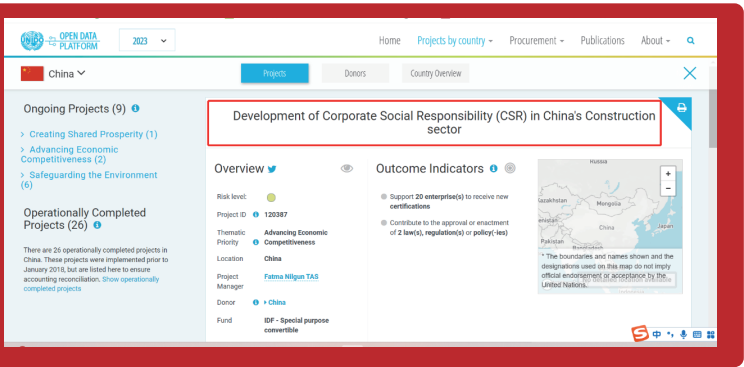 UNIDO
OPEN DATA
PLATFORM
2023
Home
Projects by country
Procurement
Publications
About
China
Projects
Donors
Country Overview
Ongoing Projects (9)
> Creating Shared Prosperity (1)
> Advancing Economic
Competitiveness (2)
> Safeguarding the Environment
(6)
Operationally Completed
Projects (26)
There are 26 operationally completed projects in
China. These projects were implemented prior to
January 2018, but are listed here to ensure
accounting reconciliation. Show operationally
completed projects
Development of Corporate Social Responsibility (CSR) in China's Construction
sector
Overview
Risk level:
Project ID 120387
Thematic Advancing Economic
Priority Competitiveness
Location China
Project Fatma Nilgun TAS
Manager
Donor China
Fund IDF - Special purpose
convertible
Outcome Indicators
Support 20 enterprise(s) to receive new
certifications
Contribute to the approval or enactment
of 2 law(s), regulation(s) or policy(-ies)
Russia
Mongolia
China
Japan
Pakistan
Bangladesh
+
−
* The boundaries and names shown and the
designations used on this map do not imply
official endorsement or acceptance by the
United Nations.
No detailed location available
中